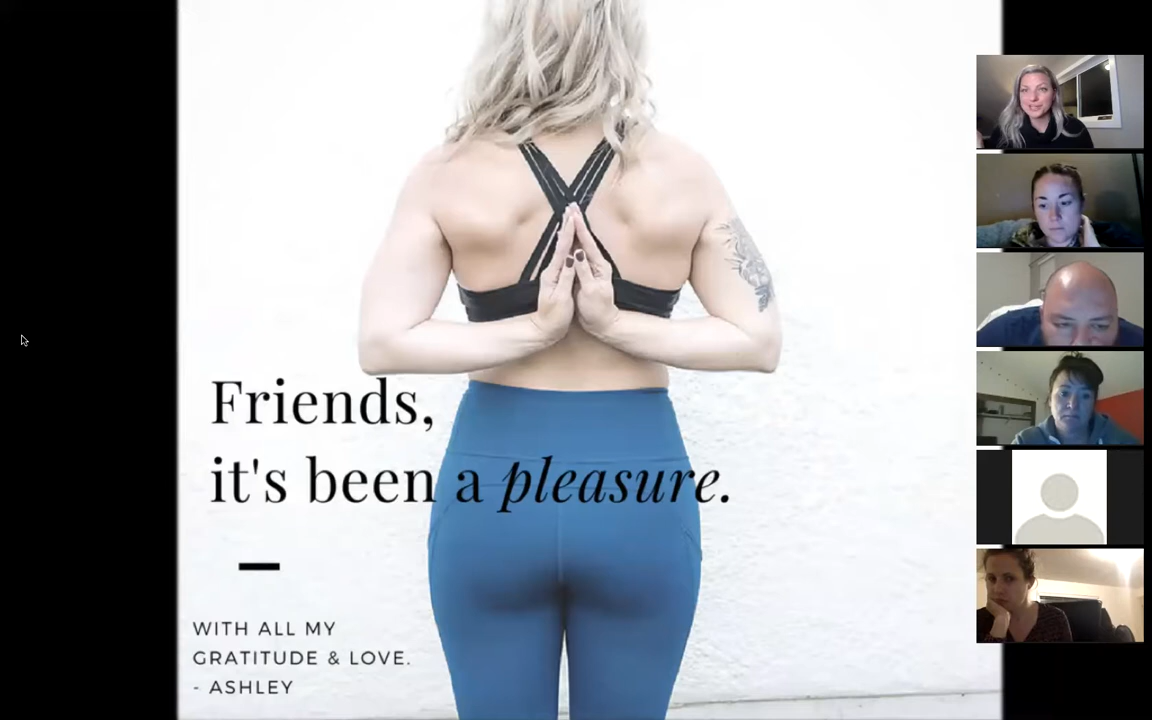 Friends,
it's been a pleasure.
WITH ALL MY
GRATITUDE & LOVE.
- ASHLEY